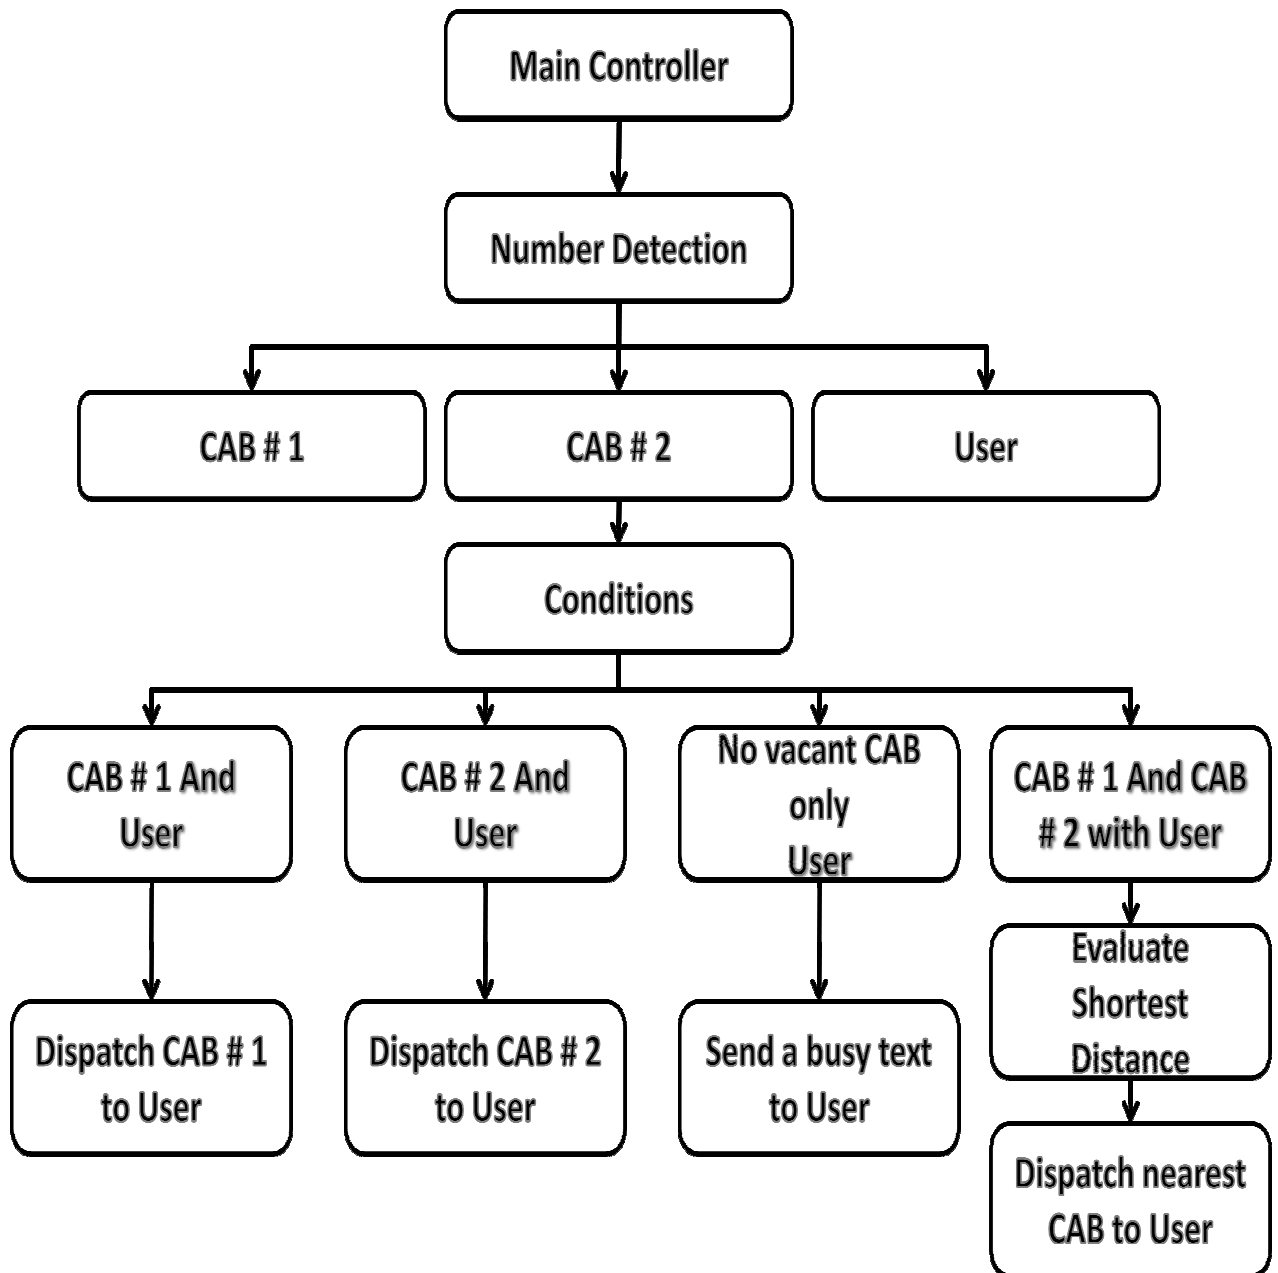 Main Controller
Number Detection
CAB # 1
CAB # 2
User
Conditions
CAB # 1 And
User
CAB # 2 And
User
No vacant CAB
only
User
CAB # 1 And CAB
# 2 with User
Dispatch CAB # 1
to User
Dispatch CAB # 2
to User
Send a busy text
to User
Evaluate
Shortest
Distance
Dispatch nearest
CAB to User